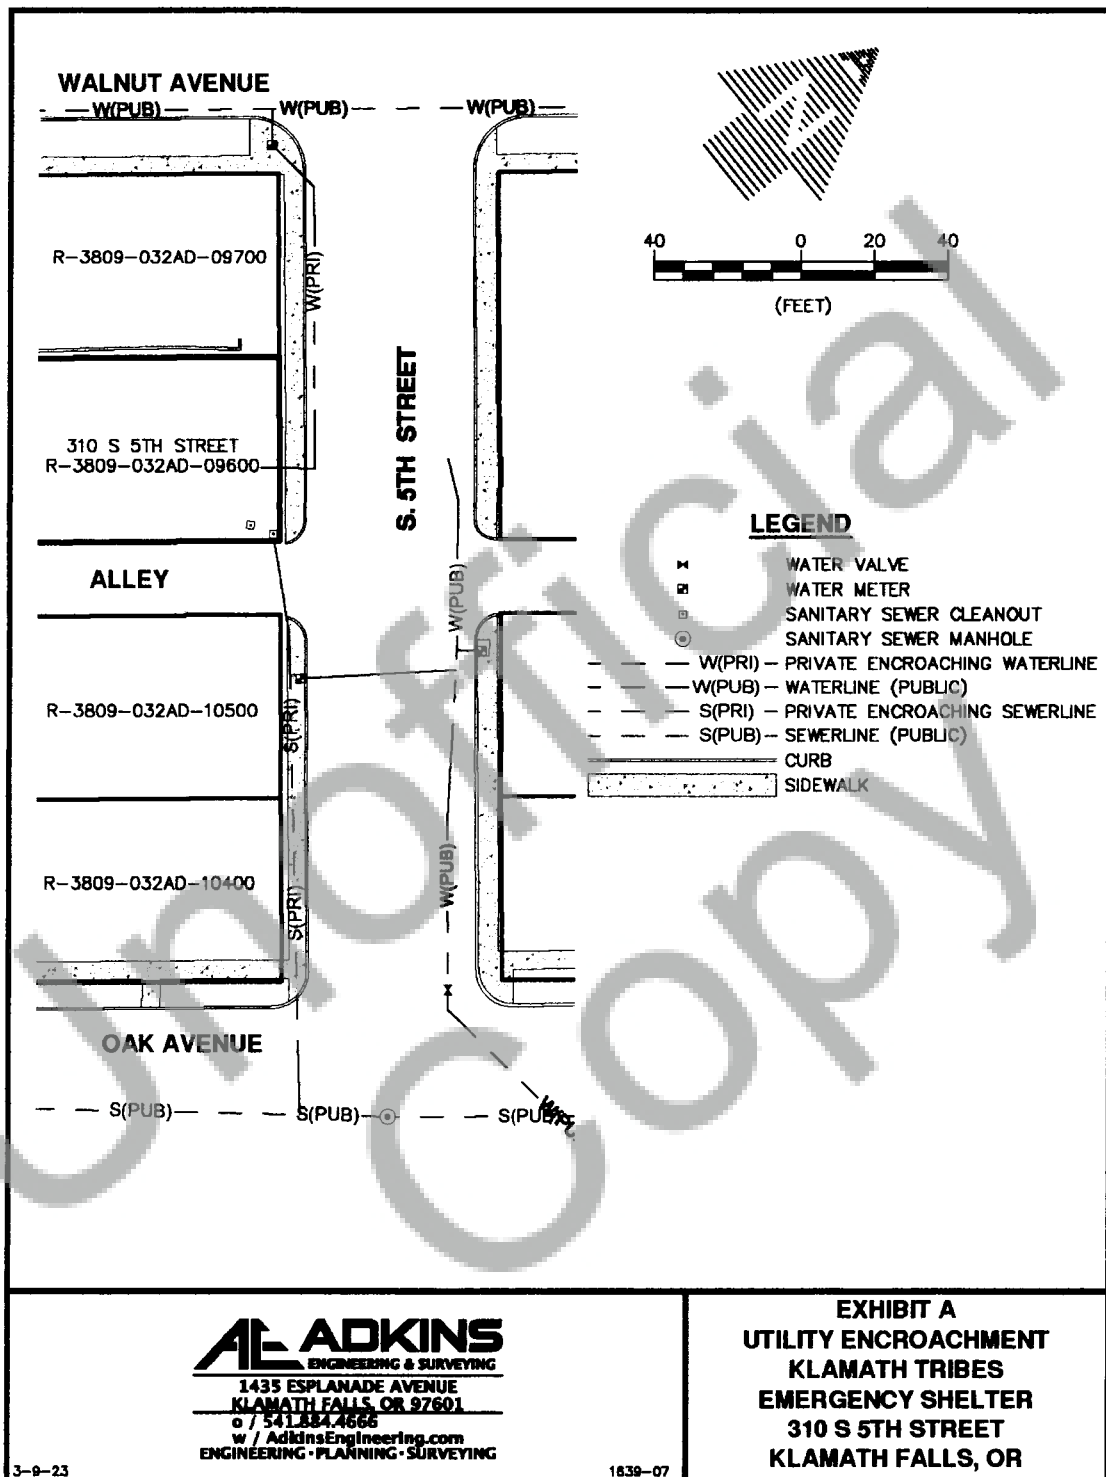 WALNUT AVENUE
W(PUB) W(PUB) W(PUB)
N
40 0 20 40
(FEET)
R-3809-032AD-09700
W(PRI)
S. 5TH STREET
310 S 5TH STREET
R-3809-032AD-09600
ALLEY
W(PUB)
LEGEND
WATER VALVE
WATER METER
SANITARY SEWER CLEANOUT
SANITARY SEWER MANHOLE
W(PRI) PRIVATE ENCROACHING WATERLINE
W(PUB) WATERLINE (PUBLIC)
S(PRI) PRIVATE ENCROACHING SEWERLINE
S(PUB) SEWERLINE (PUBLIC)
CURB
SIDEWALK
R-3809-032AD-10500
S(PRI)
R-3809-032AD-10400
S(PRI)
W(PUB)
OAK AVENUE
S(PUB) S(PUB) S(PUB)
Unofficial
Copy
AE ADKINS
ENGINEERING & SURVEYING
1435 ESPLANADE AVENUE
KLAMATH FALLS, OR 97601
o / 541.884.4666
w / AdkinsEngineering.com
ENGINEERING · PLANNING · SURVEYING
3-9-23
1639-07
EXHIBIT A
UTILITY ENCROACHMENT
KLAMATH TRIBES
EMERGENCY SHELTER
310 S 5TH STREET
KLAMATH FALLS, OR